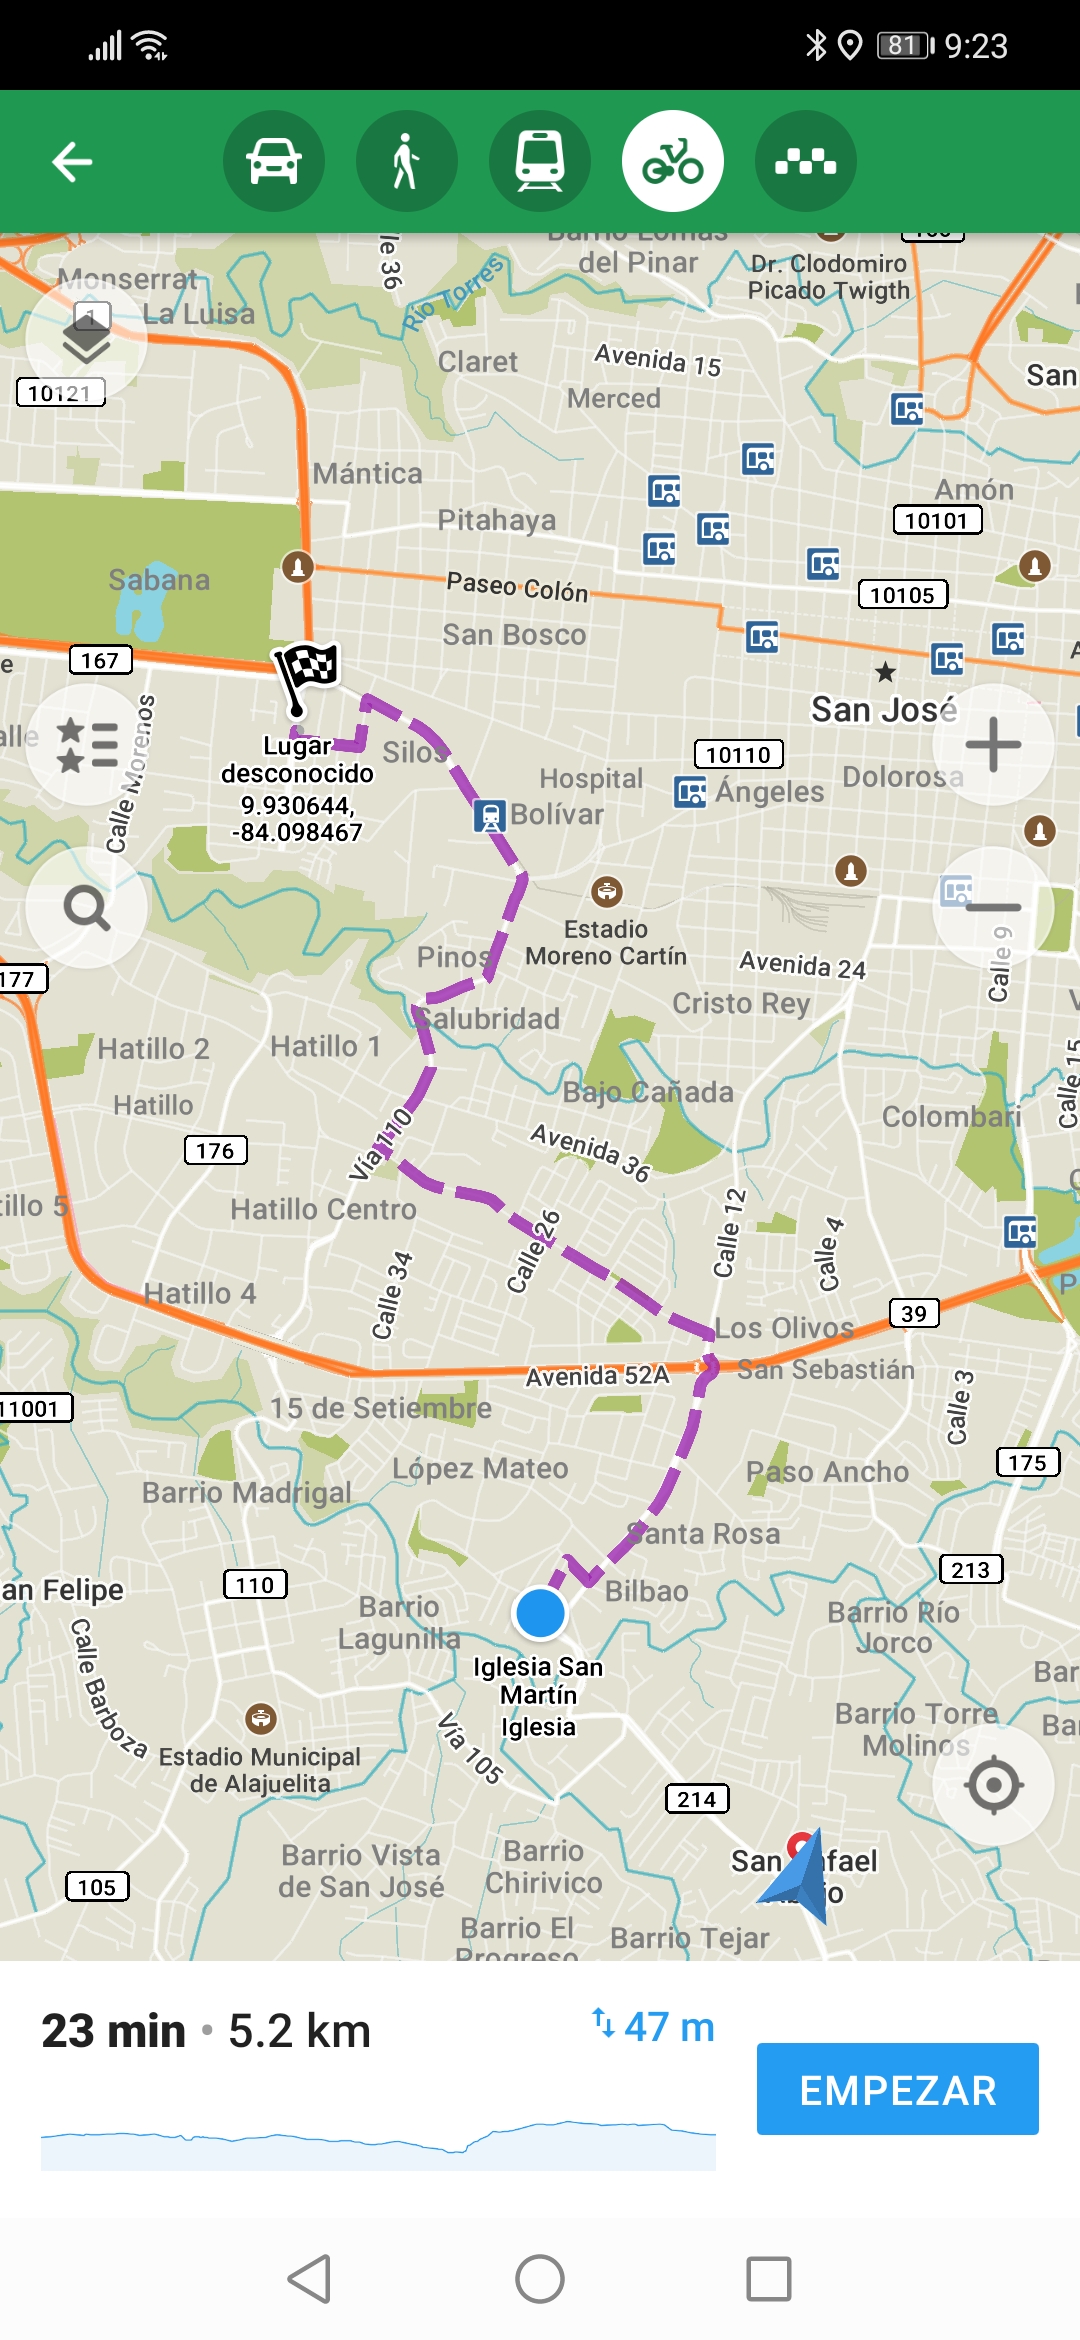 81 9:23
le 36
del Pinar
Dr. Clodomiro
Picado Twigth
Monserrat
La Luisa
1
Río Torres
Claret
Avenida 15
Merced
San
10121
Mántica
Amón
Pitahaya
10101
Sabana
Paseo Colón
10105
San Bosco
167
e
San José
Calle Morenos
alle
Lugar
desconocido
9.930644,
-84.098467
Silos
10110
Hospital
Dolorosa
Ángeles
Bolívar
Estadio
Moreno Cartín
Pinos
Avenida 24
Calle 9
177
Cristo Rey
Salubridad
Hatillo 2
Hatillo 1
Calle 15
Hatillo
Bajo Cañada
Colombari
176
Vía 110
Avenida 36
tillo 5
Hatillo Centro
Calle 26
Calle 12
Calle 4
Hatillo 4
Calle 34
39
Los Olivos
Avenida 52A
San Sebastián
11001
15 de Setiembre
Calle 3
López Mateo
Paso Ancho
175
Barrio Madrigal
Santa Rosa
an Felipe
110
213
Bilbao
Barrio
Lagunilla
Barrio Río
Jorco
Calle Barboza
Iglesia San
Martín
Iglesia
Bar
Barrio Torre
Molinos
Ba
Estadio Municipal
de Alajuelita
Vía 105
214
Barrio Vista
de San José
Barrio
Chirivico
San
fael
io
105
Barrio El
Progreso
Barrio Tejar
23 min • 5.2 km
47 m
EMPEZAR